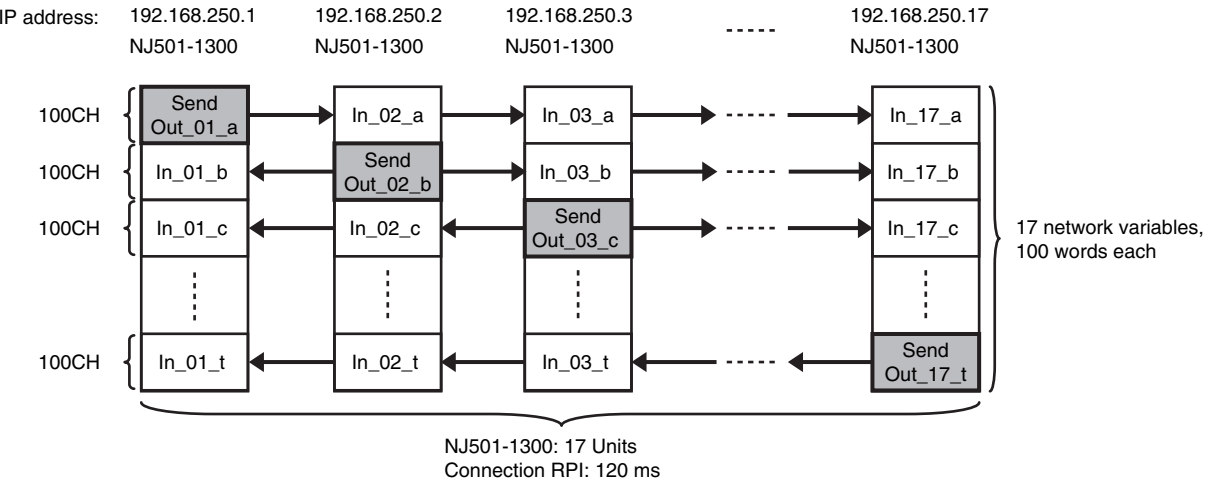 IP address: 192.168.250.1 192.168.250.2 192.168.250.3 192.168.250.17
NJ501-1300 NJ501-1300 NJ501-1300 NJ501-1300
100CH Send Out_01_a In_02_a In_03_a In_17_a
100CH In_01_b Send Out_02_b In_03_b In_17_b
100CH In_01_c In_02_c Send Out_03_c In_17_c
17 network variables,
100 words each
100CH In_01_t In_02_t In_03_t Send Out_17_t
NJ501-1300: 17 Units
Connection RPI: 120 ms